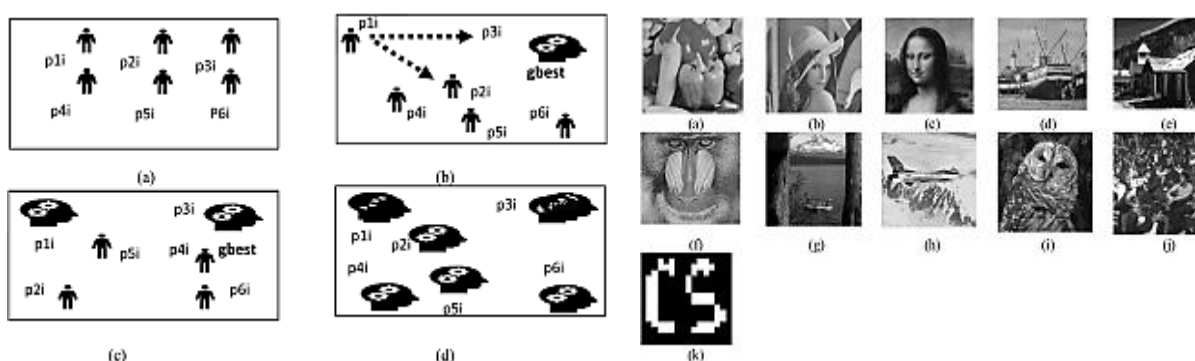 p1i
p2i
p3i
p4i
p5i
P6i
(a)
p1i
p3i
gbest
p2i
p4i
p5i
p6i
(b)
p3i
p1i
p5i
p4i
gbest
p2i
p6i
(c)
p3i
p1i
p2i
p4i
p6i
p5i
(d)
(a) (b) (c) (d) (e)
(f) (g) (h) (i) (j)
CS
(k)